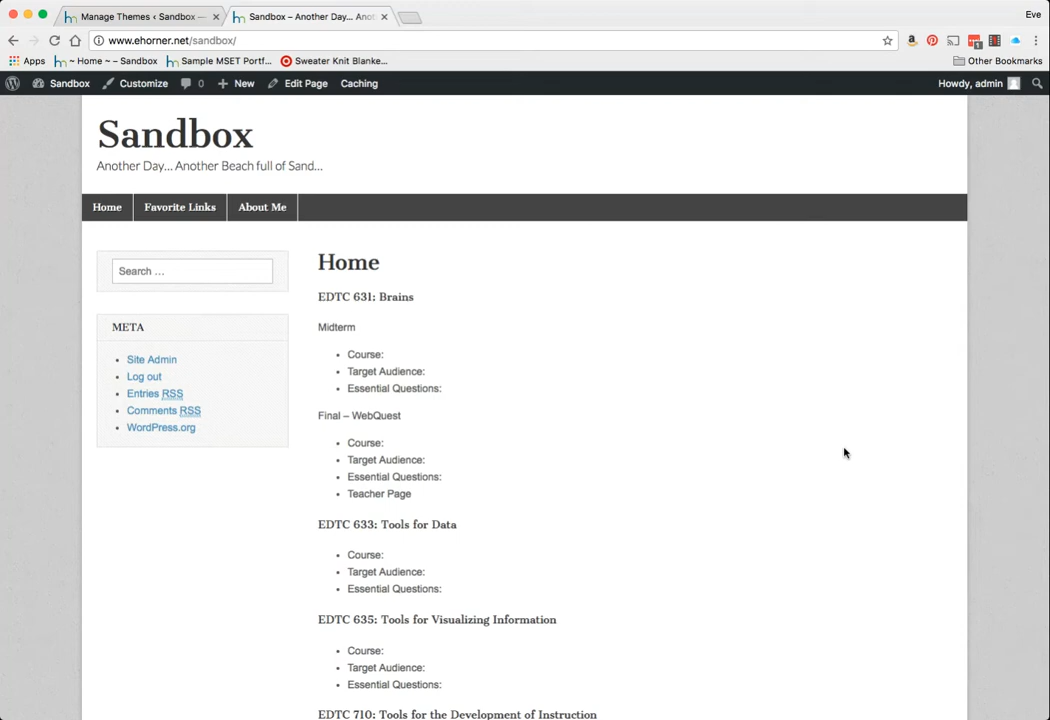 Manage Themes ‹ Sandbox —
Sandbox – Another Day... Anot
Eve
www.ehorner.net/sandbox/
Apps
~ Home ~ – Sandbox
Sample MSET Portf...
Sweater Knit Blanke...
Other Bookmarks
Sandbox
Customize
0
New
Edit Page
Caching
Howdy, admin
Sandbox
Another Day... Another Beach full of Sand...
Home
Favorite Links
About Me
Search ...
META
Site Admin
Log out
Entries RSS
Comments RSS
WordPress.org
Home
EDTC 631: Brains
Midterm
• Course:
• Target Audience:
• Essential Questions:
Final – WebQuest
• Course:
• Target Audience:
• Essential Questions:
• Teacher Page
EDTC 633: Tools for Data
• Course:
• Target Audience:
• Essential Questions:
EDTC 635: Tools for Visualizing Information
• Course:
• Target Audience:
• Essential Questions:
EDTC 710: Tools for the Development of Instruction